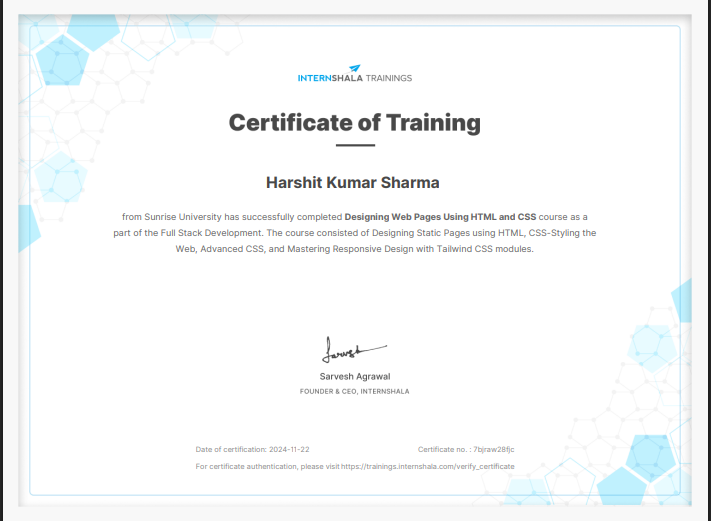 INTERNSHALA TRAININGS
Certificate of Training
Harshit Kumar Sharma
from Sunrise University has successfully completed Designing Web Pages Using HTML and CSS course as a
part of the Full Stack Development. The course consisted of Designing Static Pages using HTML, CSS-Styling the
Web, Advanced CSS, and Mastering Responsive Design with Tailwind CSS modules.
Sarvesh Agrawal
FOUNDER & CEO, INTERNSHALA
Date of certification: 2024-11-22 Certificate no. : 7bjraw28fjc
For certificate authentication, please visit https://trainings.internshala.com/verify_certificate